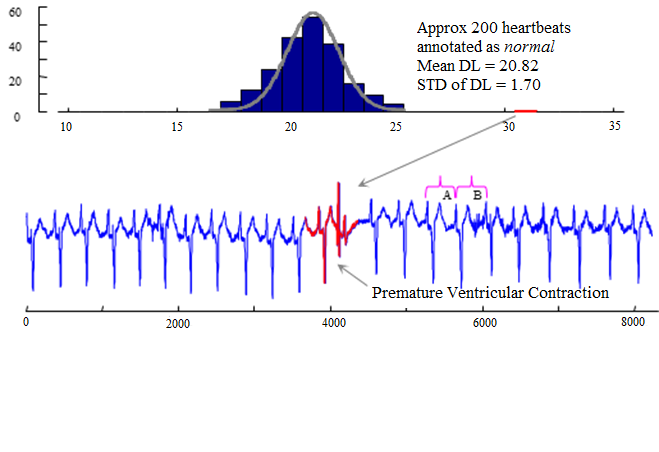 60
Approx 200 heartbeats
annotated as normal
40
Mean DL = 20.82
STD of DL = 1.70
20
0
10 15 20 25 30 35
A B
Premature Ventricular Contraction
0 2000 4000 6000 8000